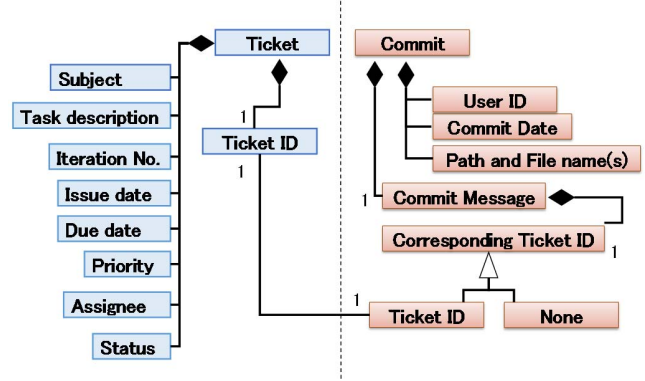 Ticket
Subject
Task description
Iteration No.
Issue date
Due date
Priority
Assignee
Status
1
Ticket ID
1
Commit
User ID
Commit Date
Path and File name(s)
1
Commit Message
Corresponding Ticket ID
1
1
Ticket ID
None